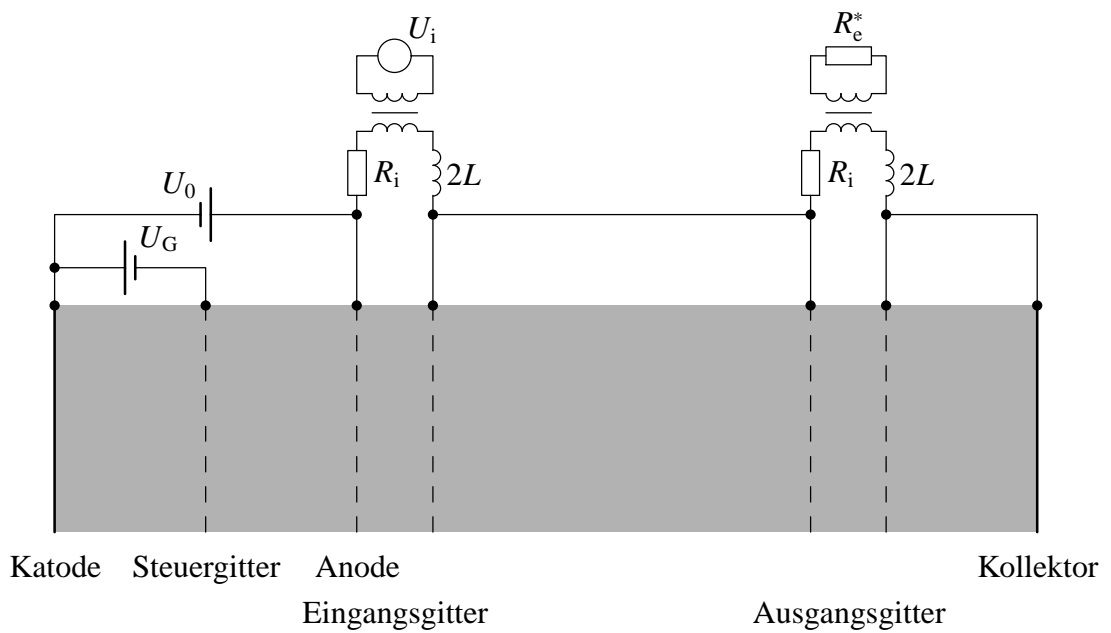 U_i R_e^*
R_i 2L R_i 2L
U_0
U_G
Katode Steuergitter Anode Kollektor
Eingangsgitter Ausgangsgitter